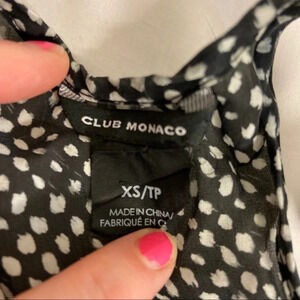 CLUB MONACO
XS/TP
MADE IN CHINA/
FABRIQUÉ EN